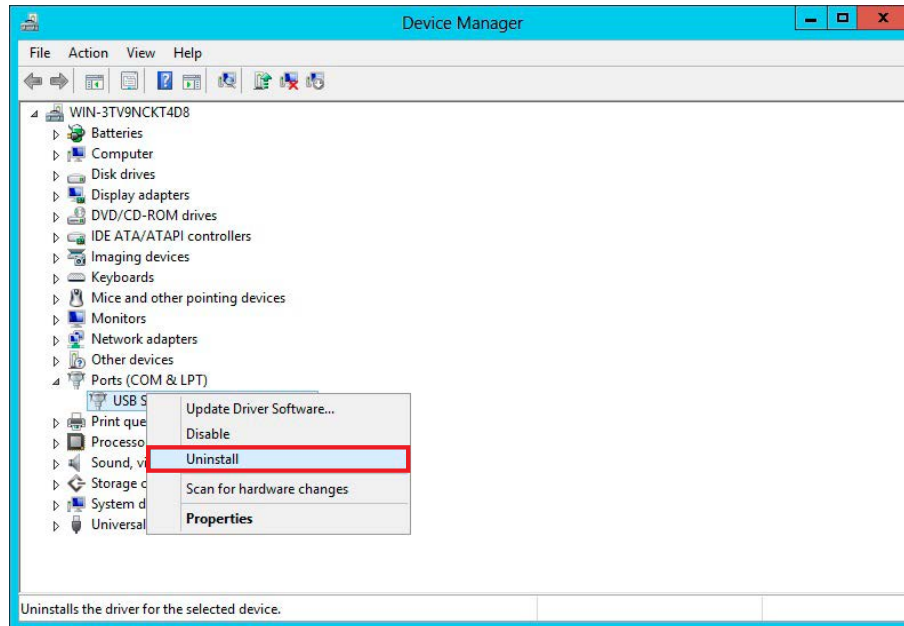 Device Manager
File Action View Help
WIN-3TV9NCKT4D8
Batteries
Computer
Disk drives
Display adapters
DVD/CD-ROM drives
IDE ATA/ATAPI controllers
Imaging devices
Keyboards
Mice and other pointing devices
Monitors
Network adapters
Other devices
Ports (COM & LPT)
USB S
Update Driver Software...
Print que
Disable
Processo
Uninstall
Sound, vi
Storage c
Scan for hardware changes
System d
Properties
Universal
Uninstalls the driver for the selected device.